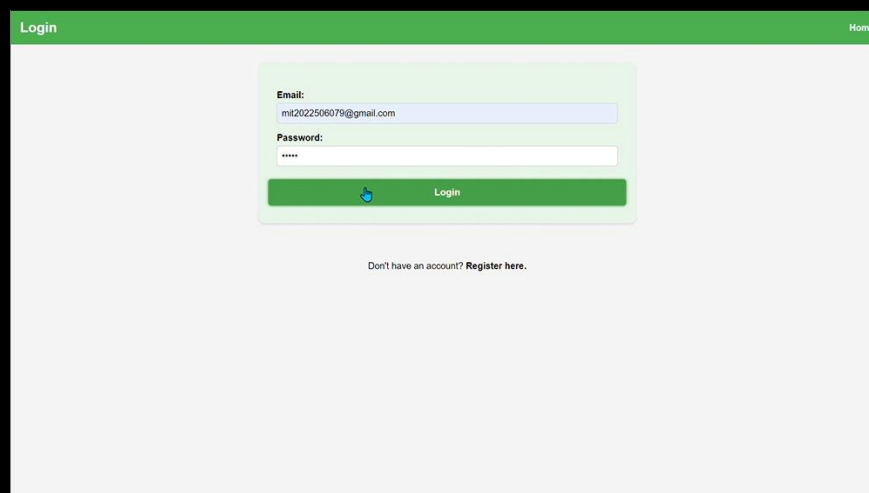 Login
Hom
Email:
mit2022506079@gmail.com
Password:
•••••
Login
Don't have an account? Register here.